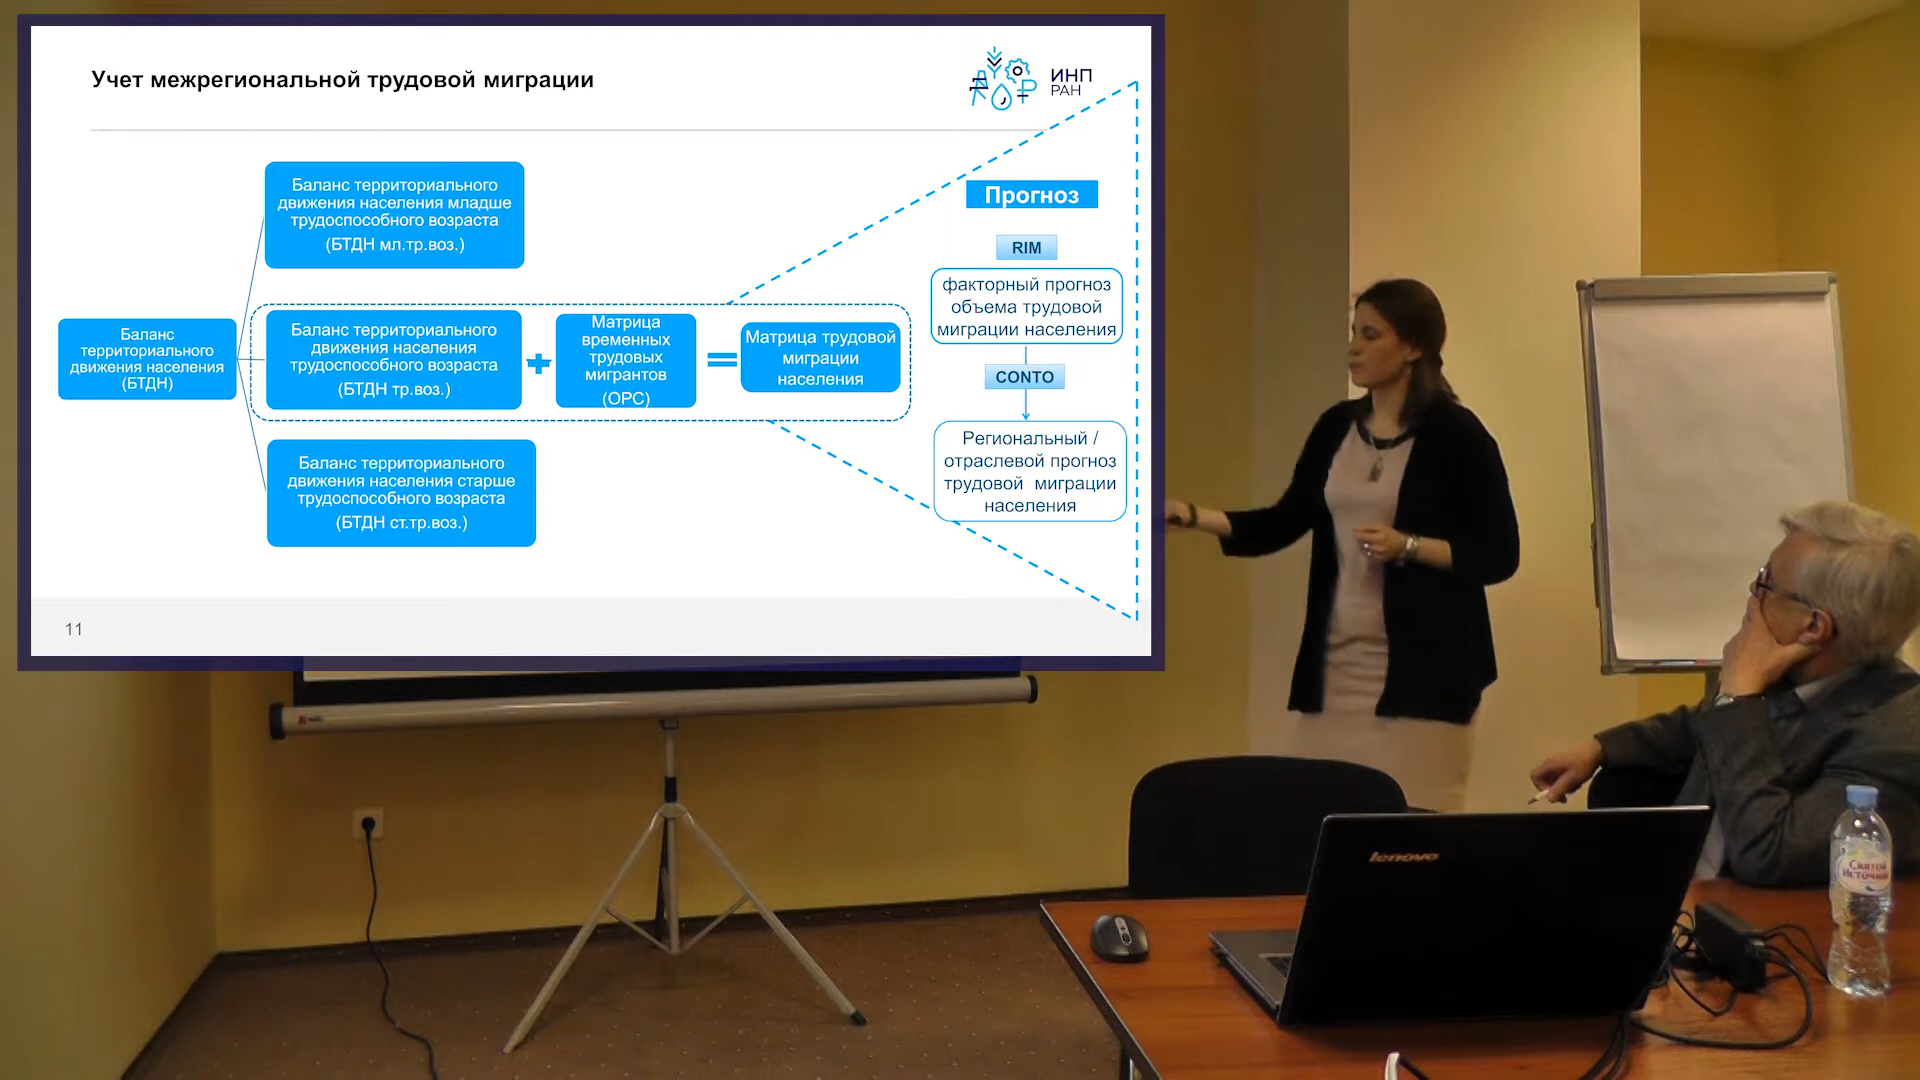 Учет межрегиональной трудовой миграции
ИНП
РАН
Баланс территориального
движения населения младше
трудоспособного возраста
(БТДН мл.тр.воз.)
Баланс
территориального
движения населения
(БТДН)
Баланс территориального
движения населения
трудоспособного возраста
(БТДН тр.воз.)
+
Матрица
временных
трудовых
мигрантов
(ОРС)
=
Матрица трудовой
миграции
населения
Баланс территориального
движения населения старше
трудоспособного возраста
(БТДН ст.тр.воз.)
Прогноз
RIM
факторный прогноз
объема трудовой
миграции населения
CONTO
Региональный /
отраслевой прогноз
трудовой миграции
населения
11
lenovo
Святой
Источник